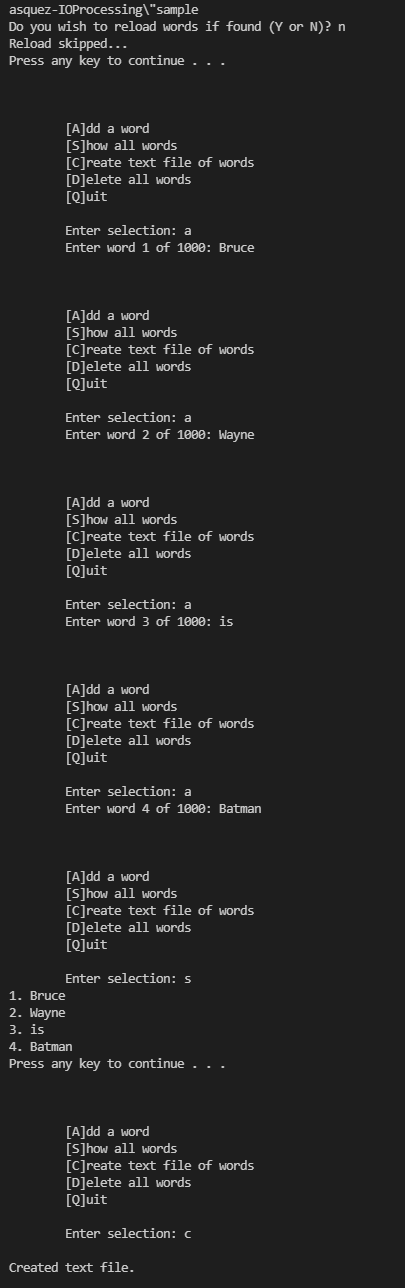 asquez-IOProcessing\"sample
Do you wish to reload words if found (Y or N)? n
Reload skipped...
Press any key to continue . . .
[A]dd a word
[S]how all words
[C]reate text file of words
[D]elete all words
[Q]uit
Enter selection: a
Enter word 1 of 1000: Bruce
[A]dd a word
[S]how all words
[C]reate text file of words
[D]elete all words
[Q]uit
Enter selection: a
Enter word 2 of 1000: Wayne
[A]dd a word
[S]how all words
[C]reate text file of words
[D]elete all words
[Q]uit
Enter selection: a
Enter word 3 of 1000: is
[A]dd a word
[S]how all words
[C]reate text file of words
[D]elete all words
[Q]uit
Enter selection: a
Enter word 4 of 1000: Batman
[A]dd a word
[S]how all words
[C]reate text file of words
[D]elete all words
[Q]uit
Enter selection: s
1. Bruce
2. Wayne
3. is
4. Batman
Press any key to continue . . .
[A]dd a word
[S]how all words
[C]reate text file of words
[D]elete all words
[Q]uit
Enter selection: c
Created text file.